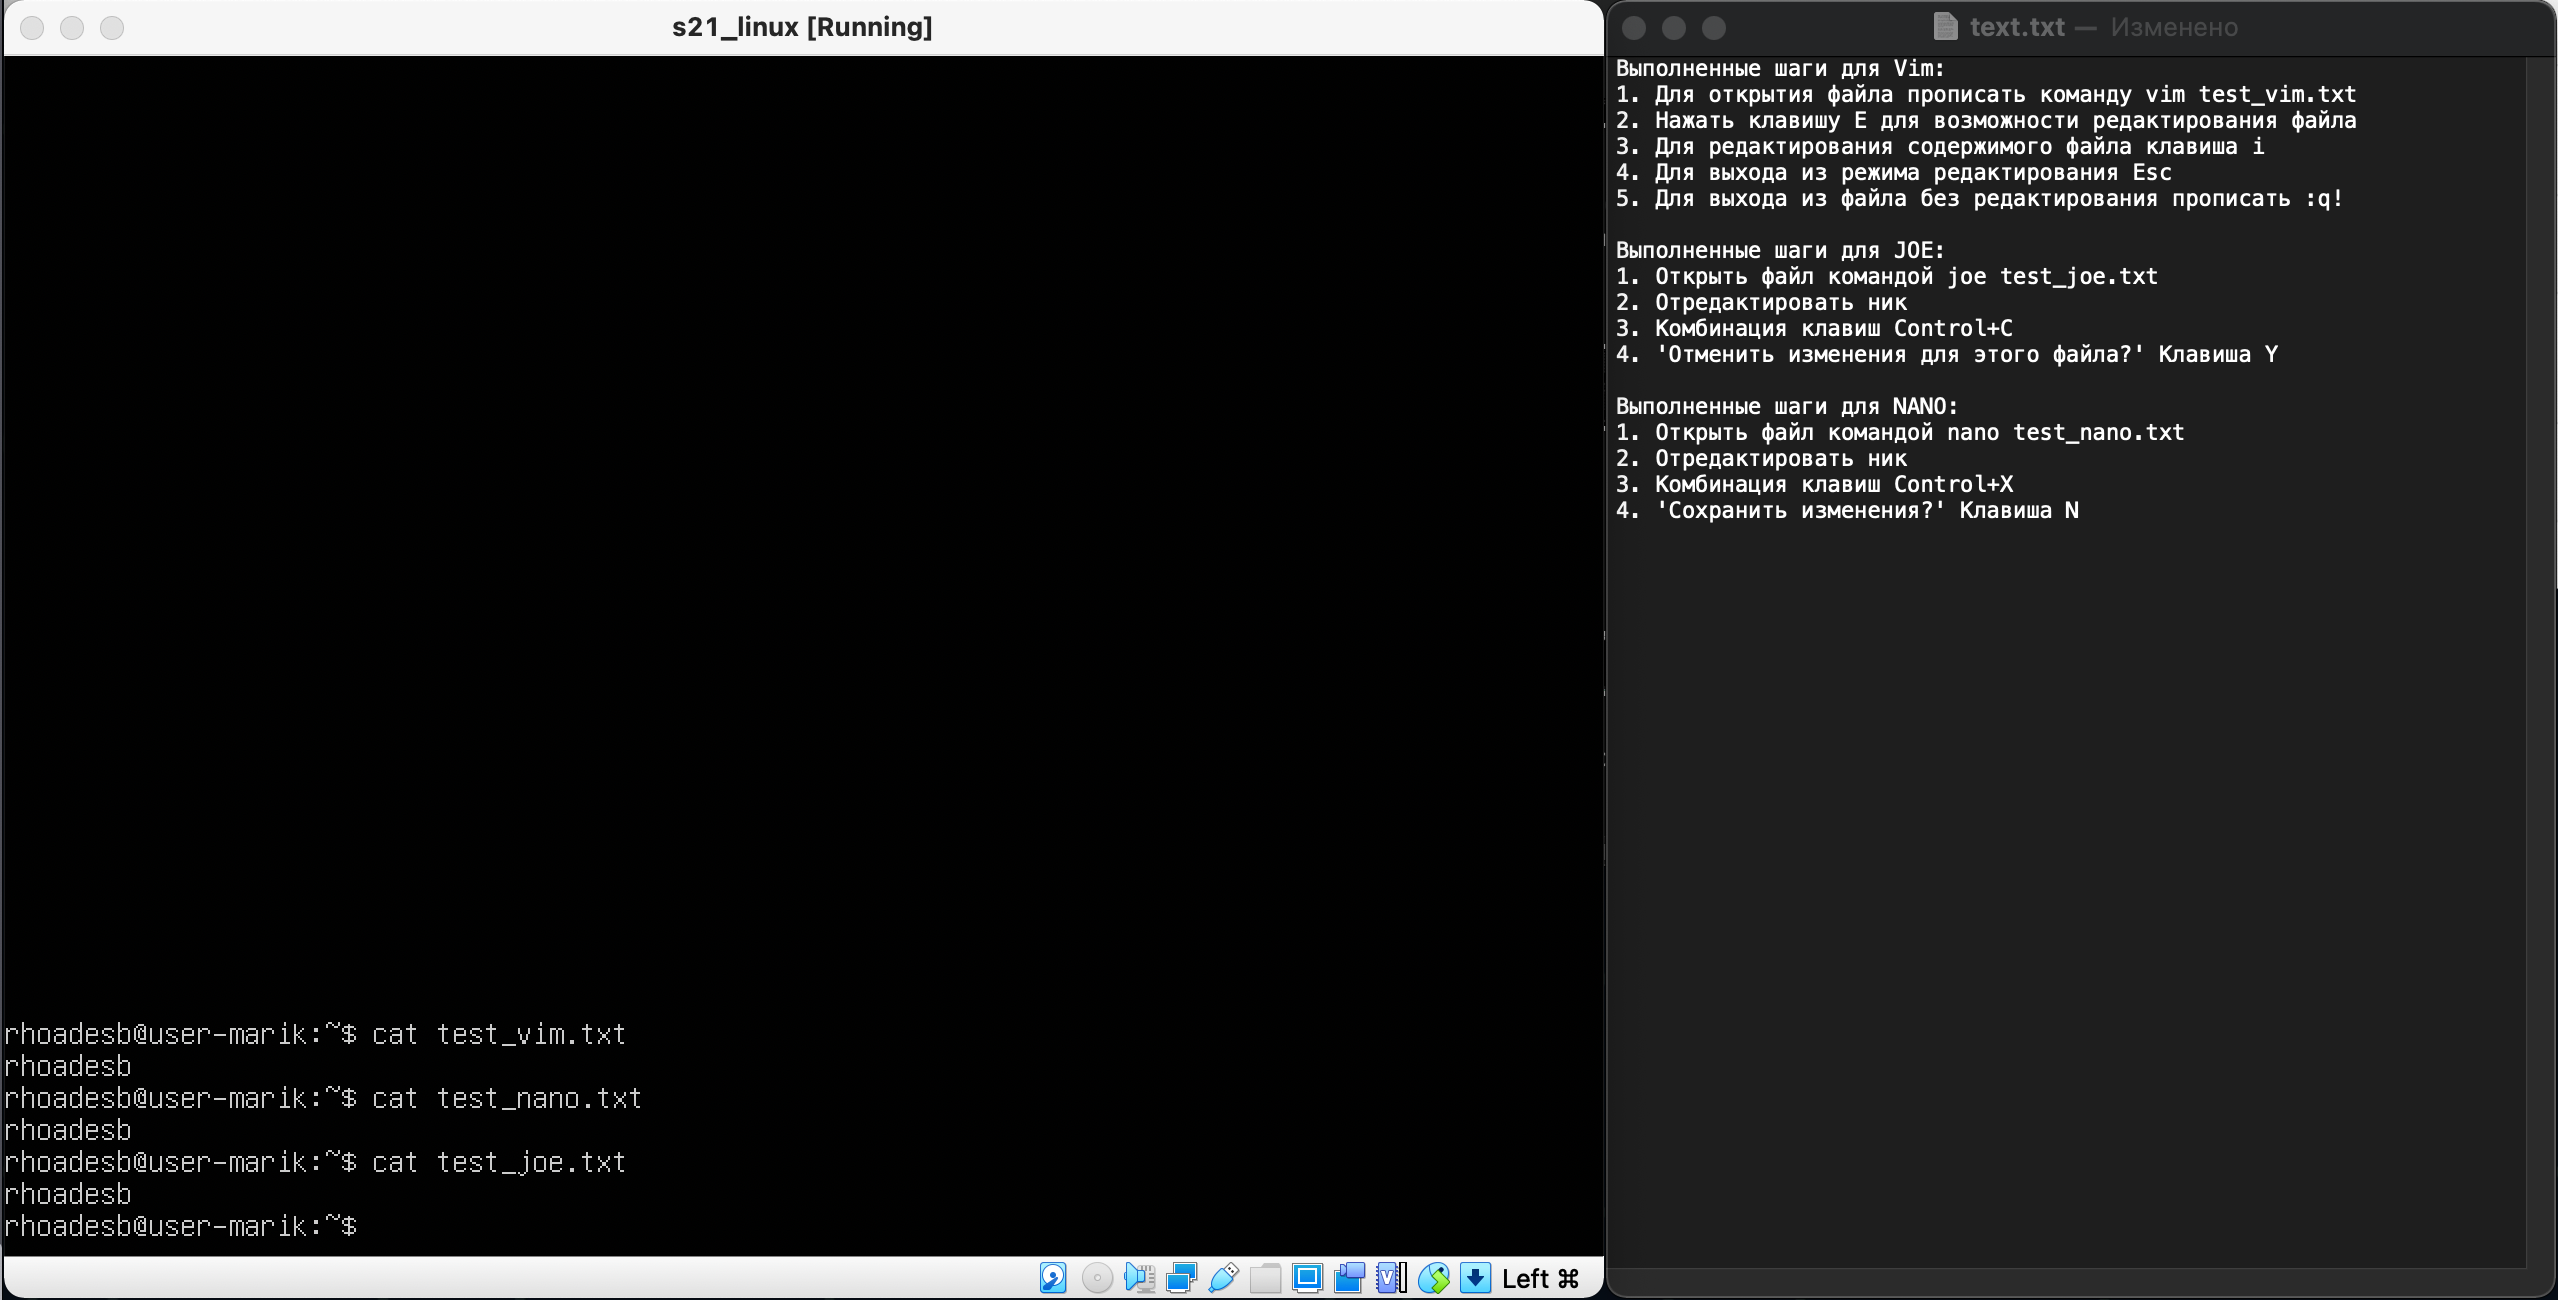 s21_linux [Running]
rhoadesb@user-marik:~$ cat test_vim.txt
rhoadesb
rhoadesb@user-marik:~$ cat test_nano.txt
rhoadesb
rhoadesb@user-marik:~$ cat test_joe.txt
rhoadesb
rhoadesb@user-marik:~$
Left ⌘
text.txt — Изменено
Выполненные шаги для Vim:
1. Для открытия файла прописать команду vim test_vim.txt
2. Нажать клавишу E для возможности редактирования файла
3. Для редактирования содержимого файла клавиша i
4. Для выхода из режима редактирования Esc
5. Для выхода из файла без редактирования прописать :q!
Выполненные шаги для JOE:
1. Открыть файл командой joe test_joe.txt
2. Отредактировать ник
3. Комбинация клавиш Control+C
4. 'Отменить изменения для этого файла?' Клавиша Y
Выполненные шаги для NANO:
1. Открыть файл командой nano test_nano.txt
2. Отредактировать ник
3. Комбинация клавиш Control+X
4. 'Сохранить изменения?' Клавиша N